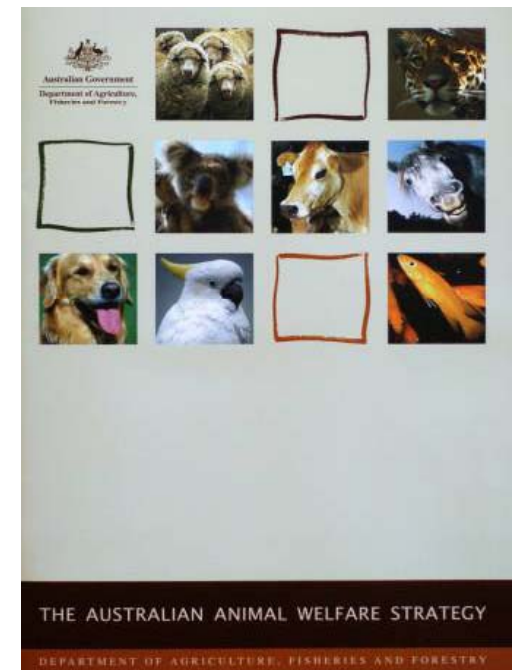 Australian Government
Department of Agriculture,
Fisheries and Forestry
THE AUSTRALIAN ANIMAL WELFARE STRATEGY
DEPARTMENT OF AGRICULTURE, FISHERIES AND FORESTRY